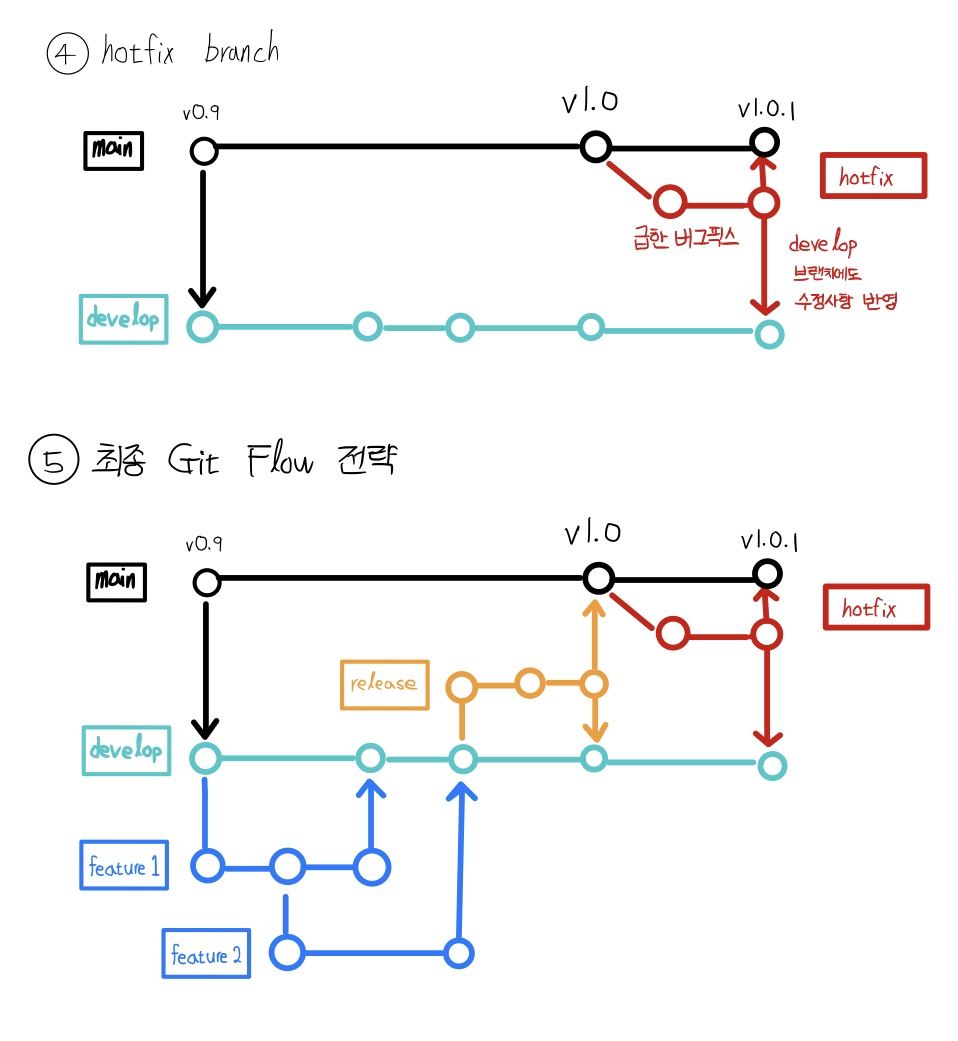 ④ hotfix branch
v0.9
v1.0
v1.0.1
main
hotfix
급한 버그픽스
develop
브랜치에도
수정사항 반영
develop
⑤ 최종 Git Flow 전략
v0.9
v1.0
v1.0.1
main
hotfix
release
develop
feature 1
feature 2